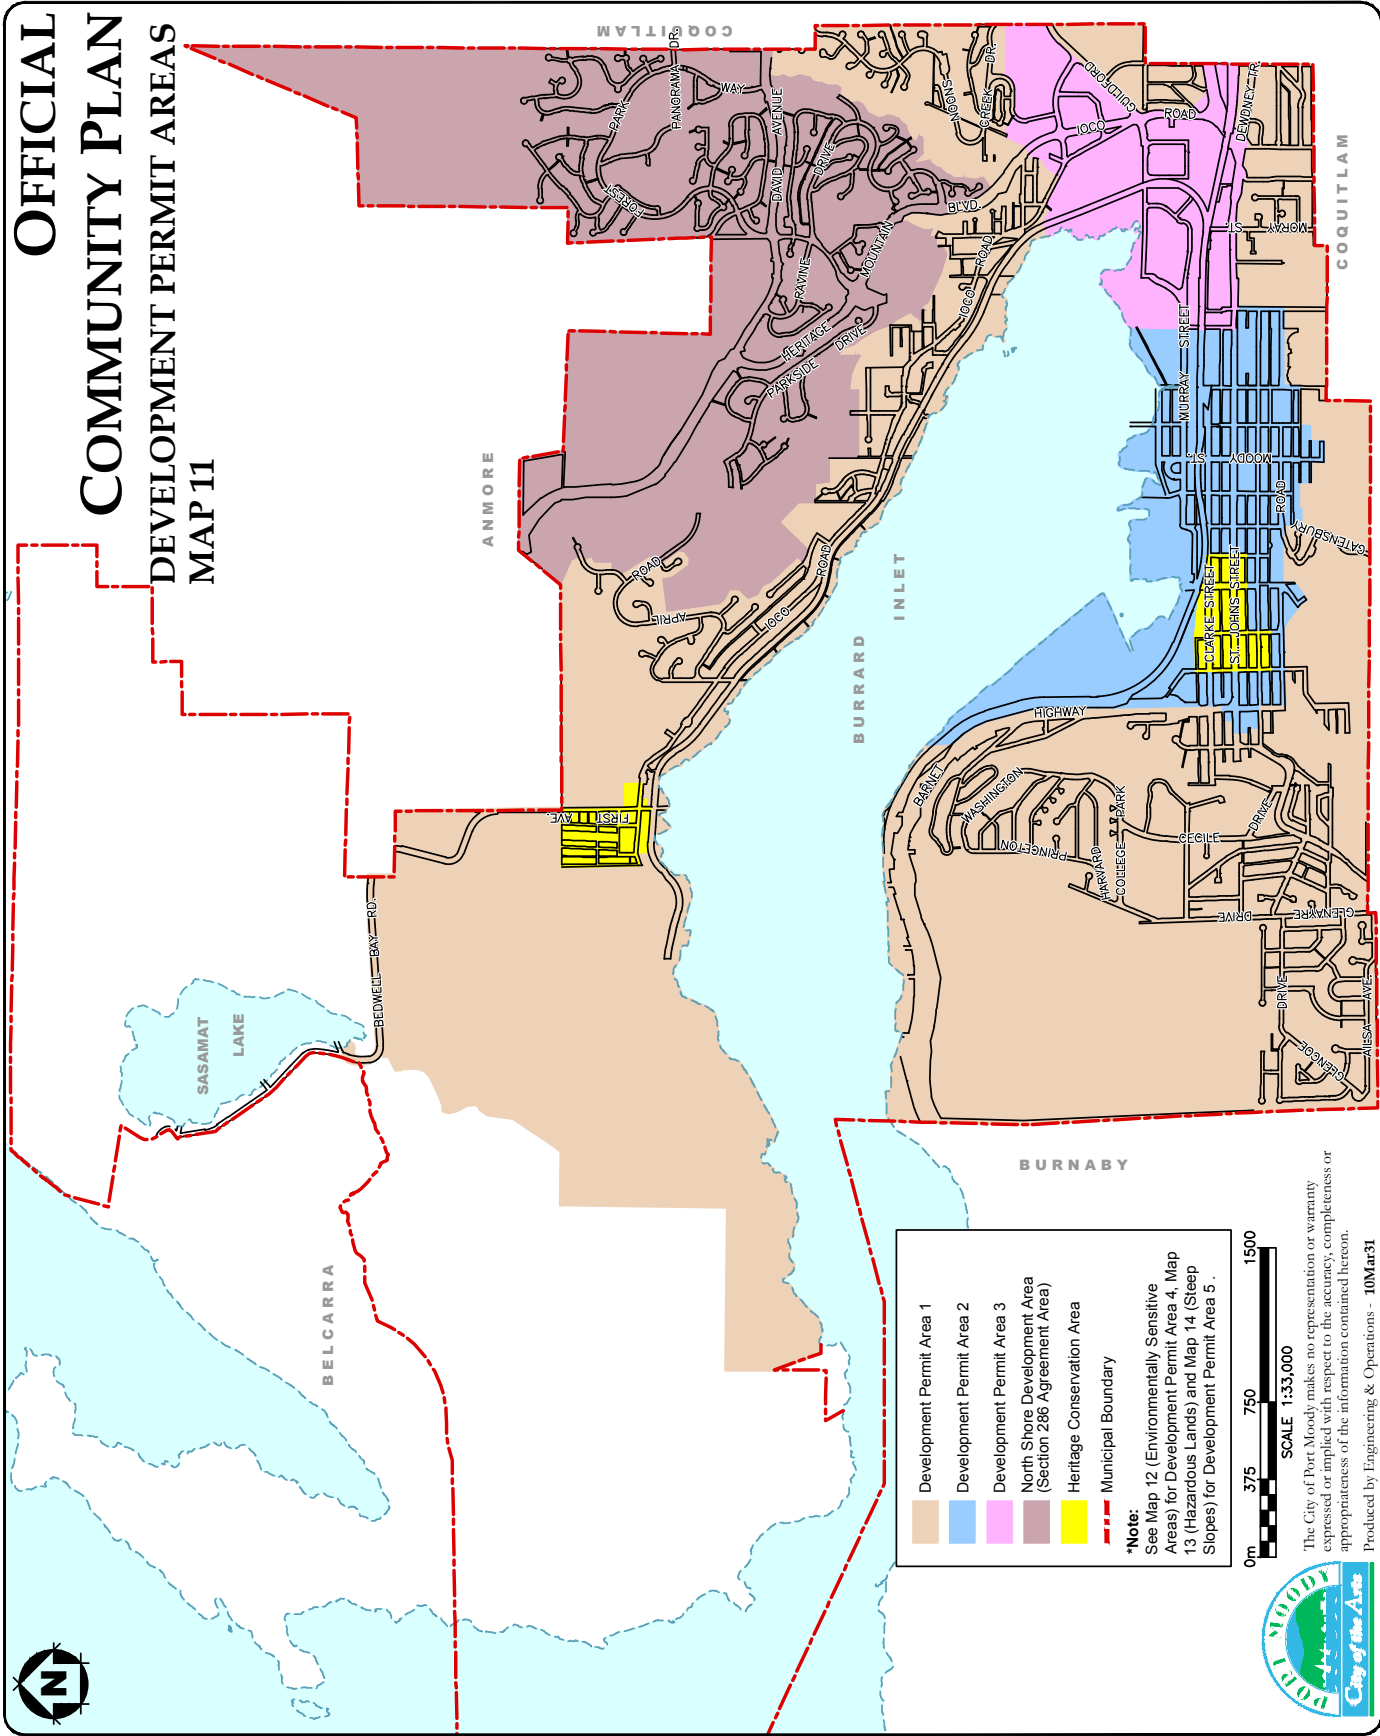 OFFICIAL
COMMUNITY PLAN
DEVELOPMENT PERMIT AREAS
MAP 11
N
COQUITLAM
COQUITLAM
ANMORE
BURRARD
INLET
SASAMAT
LAKE
BELCARRA
BURNABY
PARK
PANORAMA DR.
WAY
FOREST
DAVID AVENUE
DRIVE
RAVINE
MOUNTAIN
BLVD.
HERITAGE
PARKSIDE
DRIVE
NOONS
CREEK DR.
GUILDFORD
IOCO
ROAD
DEWDNEY TR.
MORAY ST.
IOCO ROAD
MURRAY STREET
MOODY ST.
ROAD
GATENSBURY
CLARKE STREET
ST. JOHNS STREET
APRIL
ROAD
IOCO
ROAD
FIRST AVE.
BEDWELL BAY RD.
BARNET
HIGHWAY
WASHINGTON
PRINCETON
HARVARD
COLLEGE PARK
CECILE
DRIVE
GLENAYRE
DRIVE
DRIVE
GLENCOE
AILSA AVE.
Development Permit Area 1
Development Permit Area 2
Development Permit Area 3
North Shore Development Area
(Section 286 Agreement Area)
Heritage Conservation Area
Municipal Boundary
*Note:
See Map 12 (Environmentally Sensitive
Areas) for Development Permit Area 4, Map
13 (Hazardous Lands) and Map 14 (Steep
Slopes) for Development Permit Area 5 .
0m 375 750 1500
SCALE 1:33,000
PORT MOODY
City of the Arts
The City of Port Moody makes no representation or warranty
expressed or implied with respect to the accuracy, completeness or
appropriateness of the information contained hereon.
Produced by Engineering & Operations - 10Mar31